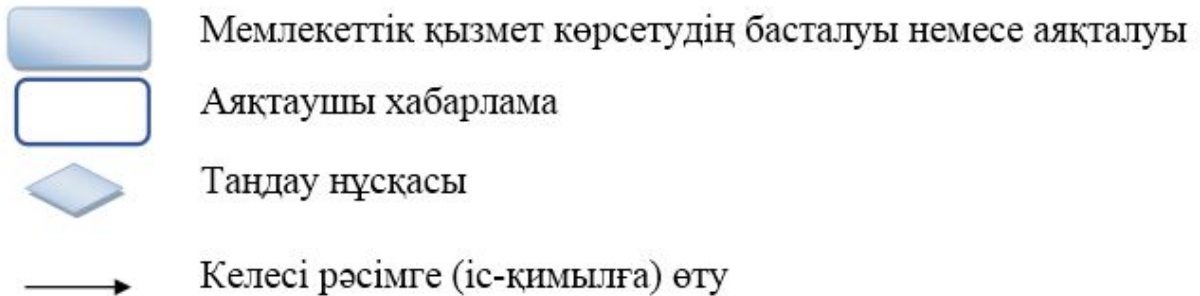 Мемлекеттік қызмет көрсетудің басталуы немесе аяқталуы
Аяқтаушы хабарлама
Таңдау нұсқасы
Келесі рәсімге (іс-қимылға) өту